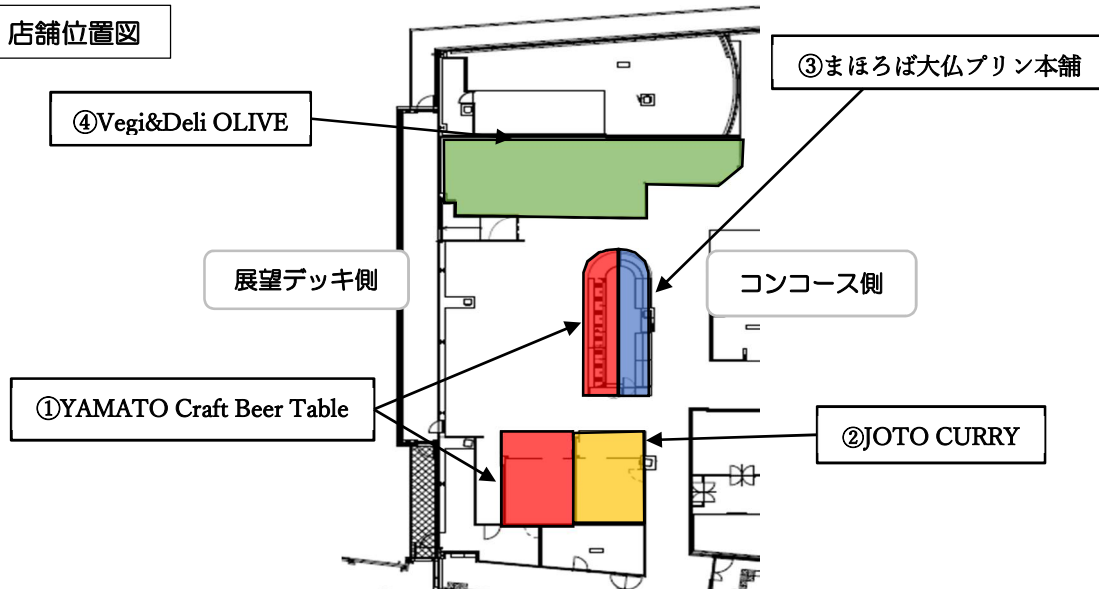 店舗位置図
③まほろば大仏プリン本舗
④Vegi&Deli OLIVE
展望デッキ側
コンコース側
①YAMATO Craft Beer Table
②JOTO CURRY